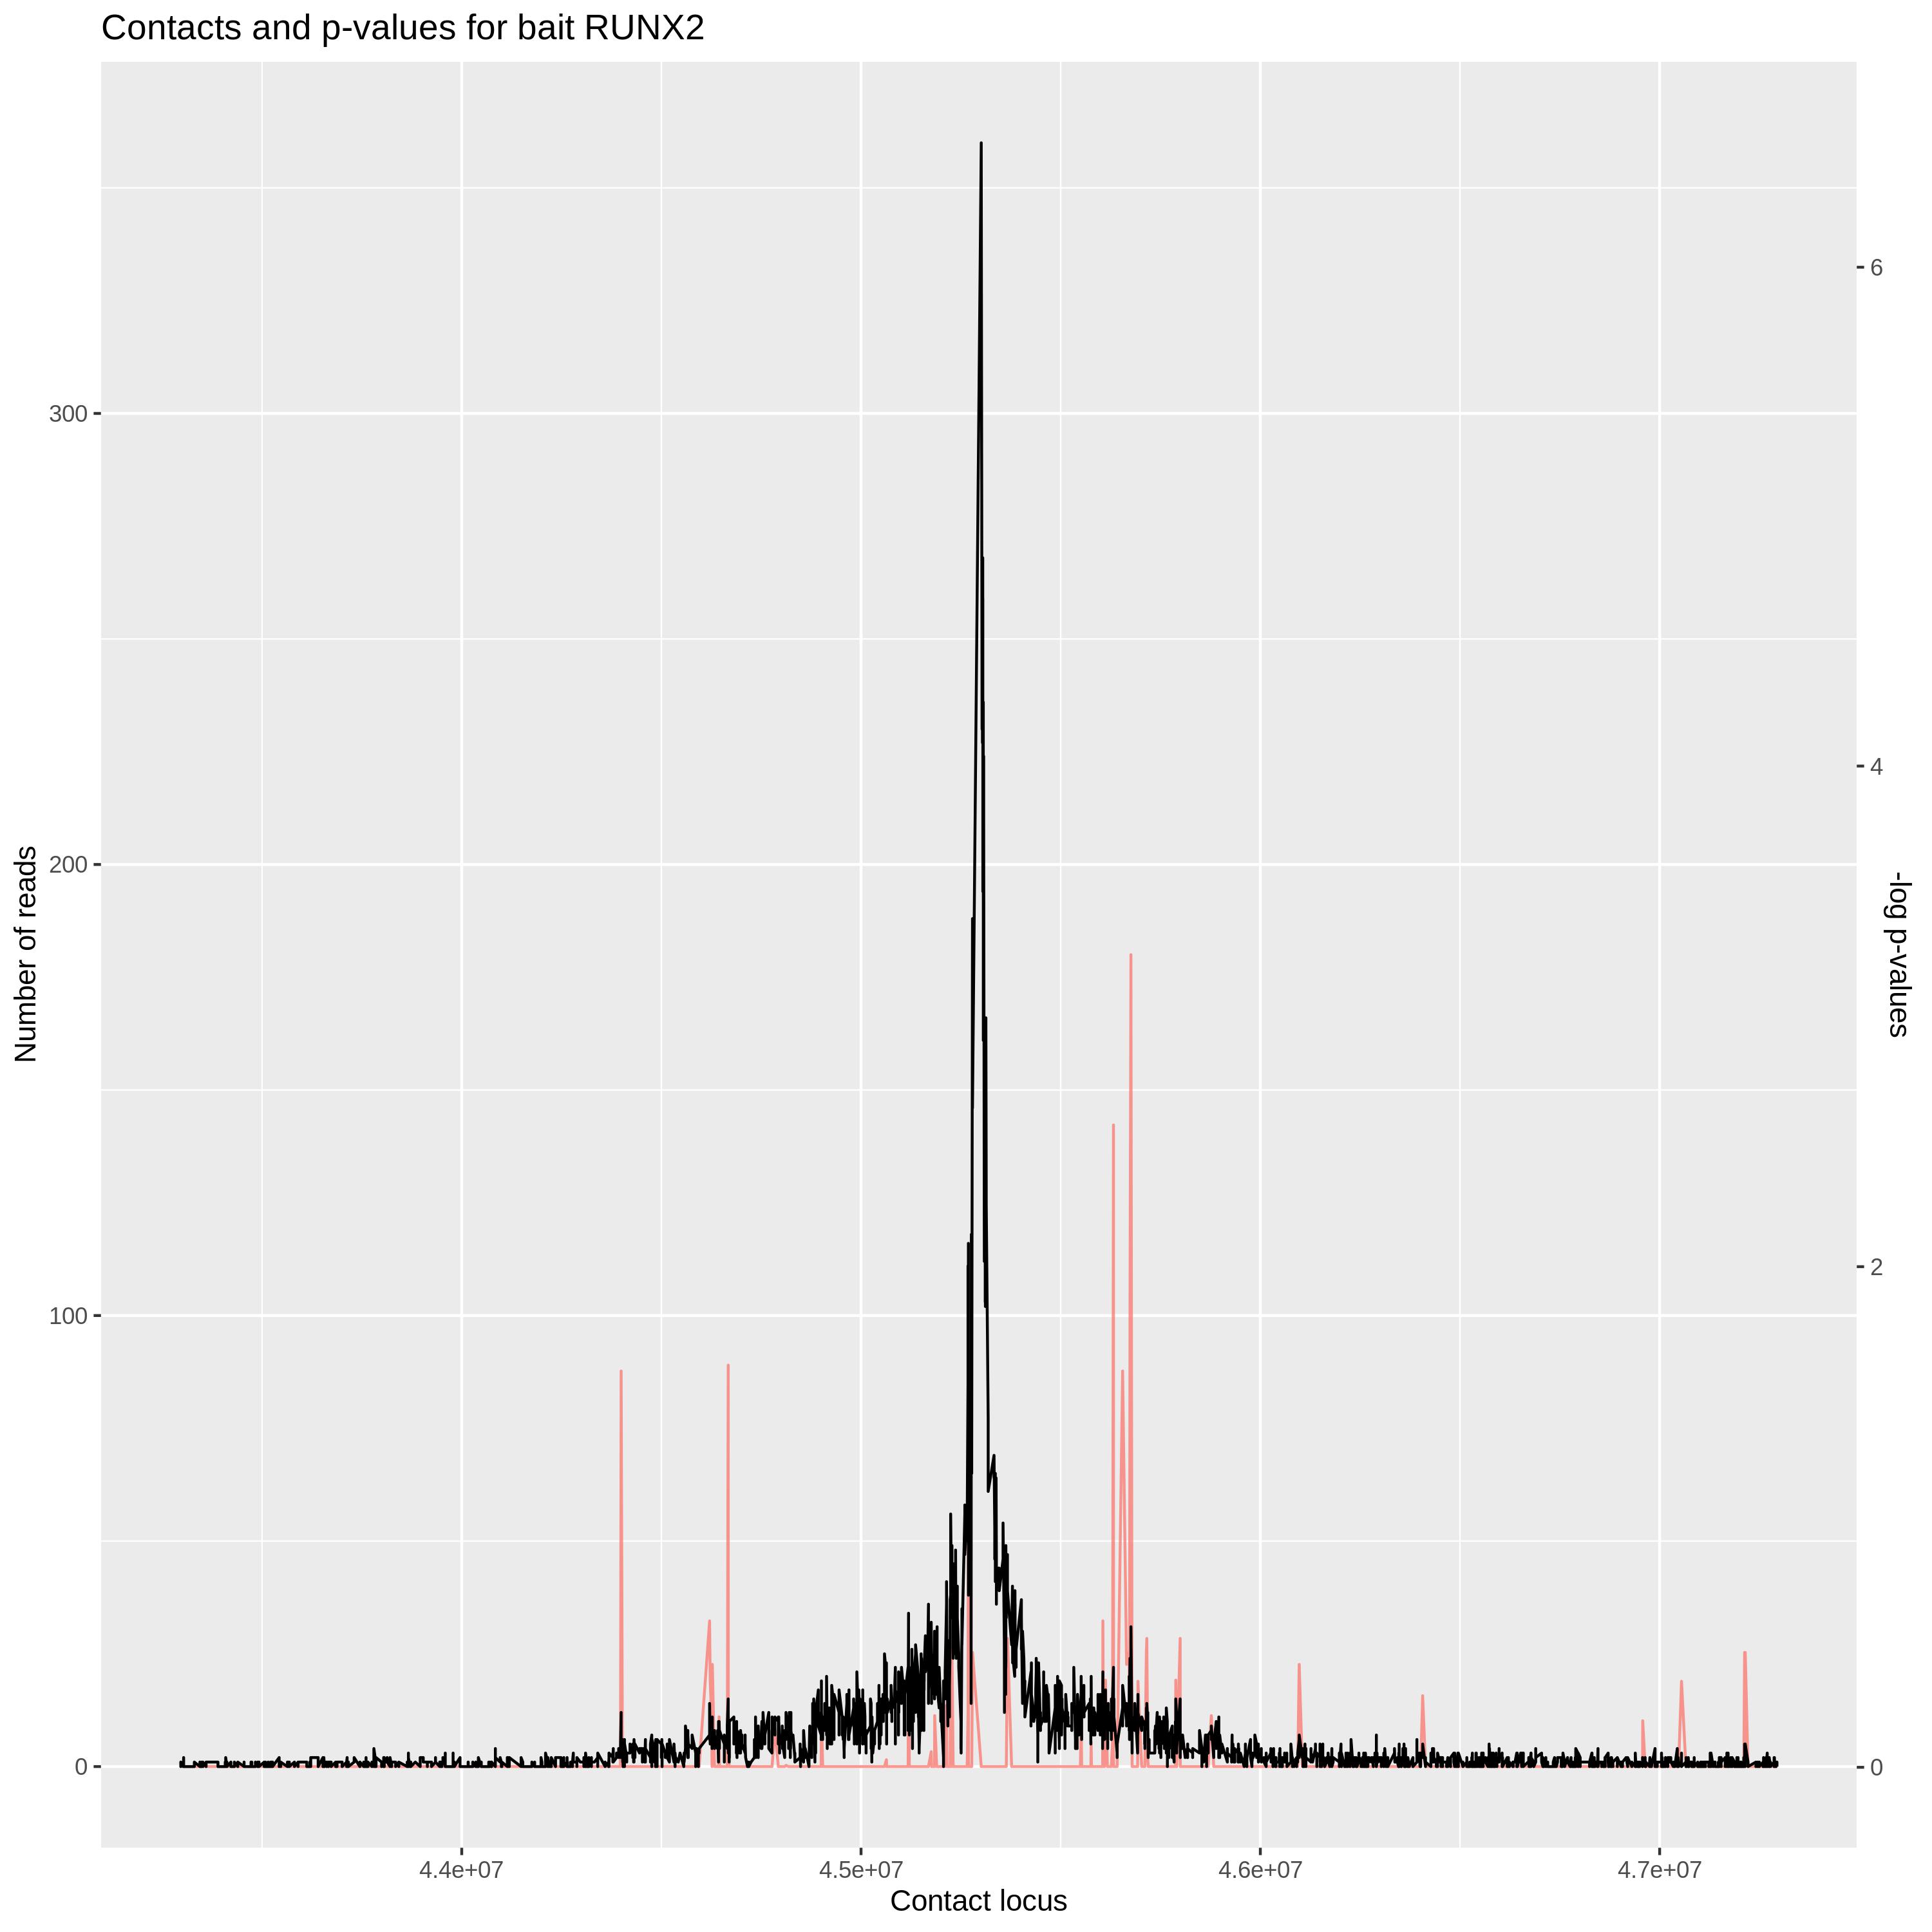 Contacts and p-values for bait RUNX2
Number of reads
300
200
100
0
6
4
2
0
-log p-values
4.4e+07 4.5e+07 4.6e+07 4.7e+07
Contact locus